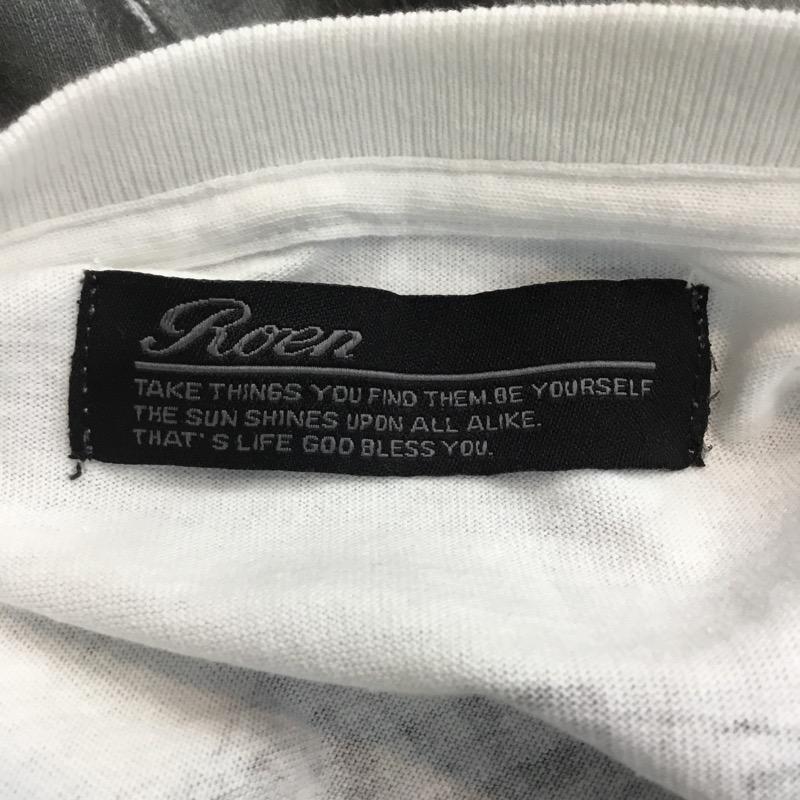 Roen
TAKE THINGS YOU FIND THEM.BE YOURSELF
THE SUN SHINES UPON ALL ALIKE.
THAT'S LIFE GOD BLESS YOU.